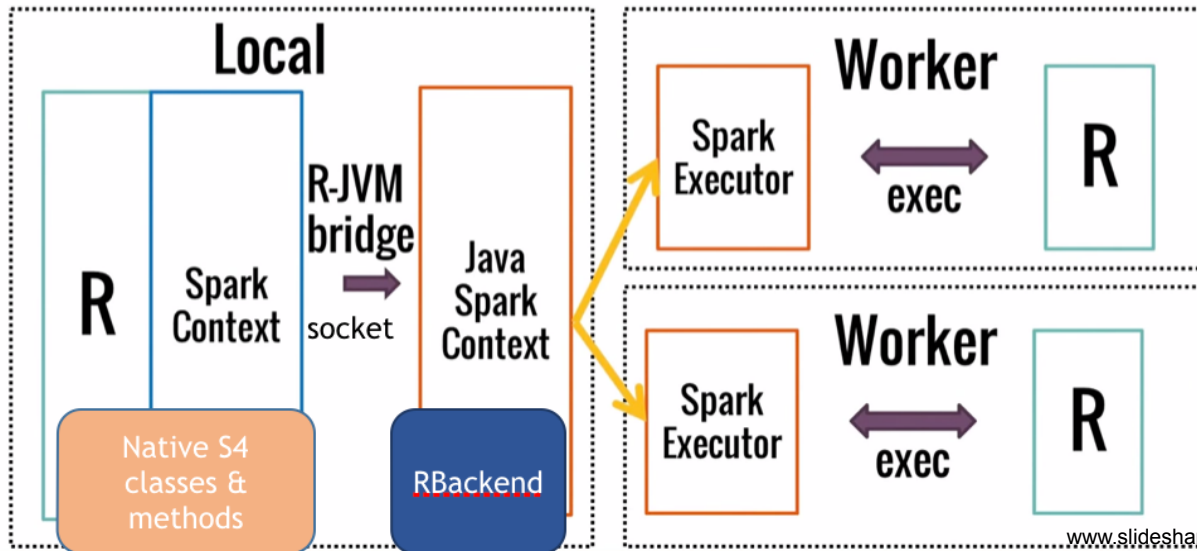 Local
R
Spark
Context
R-JVM
bridge
socket
Java
Spark
Context
Native S4
classes &
methods
RBackend
Worker
Spark
Executor
exec
R
Worker
Spark
Executor
exec
R
www.slidesha